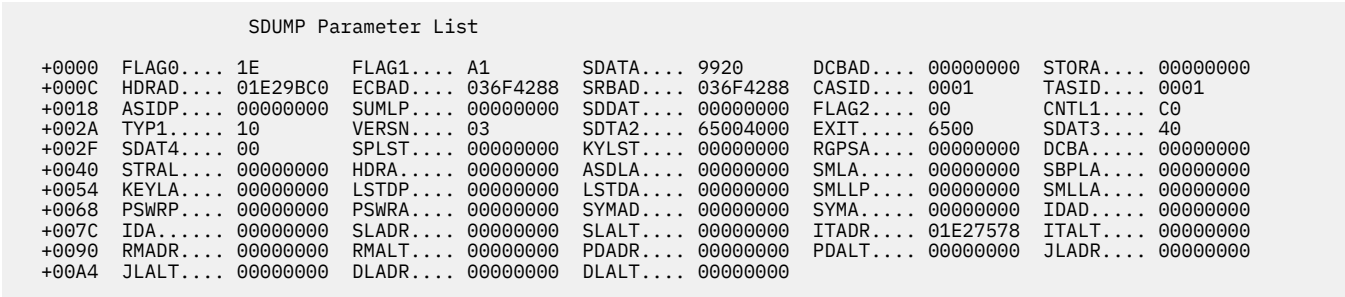 SDUMP Parameter List
+0000 FLAG0.... 1E FLAG1.... A1 SDATA.... 9920 DCBAD.... 00000000 STORA.... 00000000
+000C HDRAD.... 01E29BC0 ECBAD.... 036F4288 SRBAD.... 036F4288 CASID.... 0001 TASID.... 0001
+0018 ASIDP.... 00000000 SUMLP.... 00000000 SDDAT.... 00000000 FLAG2.... 00 CNTL1.... C0
+002A TYP1..... 10 VERSN.... 03 SDTA2.... 65004000 EXIT..... 6500 SDAT3.... 40
+002F SDAT4.... 00 SPLST.... 00000000 KYLST.... 00000000 RGPSA.... 00000000 DCBA..... 00000000
+0040 STRAL.... 00000000 HDRA..... 00000000 ASDLA.... 00000000 SMLA..... 00000000 SBPLA.... 00000000
+0054 KEYLA.... 00000000 LSTDP.... 00000000 LSTDA.... 00000000 SMLLP.... 00000000 SMLLA.... 00000000
+0068 PSWRP.... 00000000 PSWRA.... 00000000 SYMAD.... 00000000 SYMA..... 00000000 IDAD..... 00000000
+007C IDA...... 00000000 SLADR.... 00000000 SLALT.... 00000000 ITADR.... 01E27578 ITALT.... 00000000
+0090 RMADR.... 00000000 RMALT.... 00000000 PDADR.... 00000000 PDALT.... 00000000 JLADR.... 00000000
+00A4 JLALT.... 00000000 DLADR.... 00000000 DLALT.... 00000000